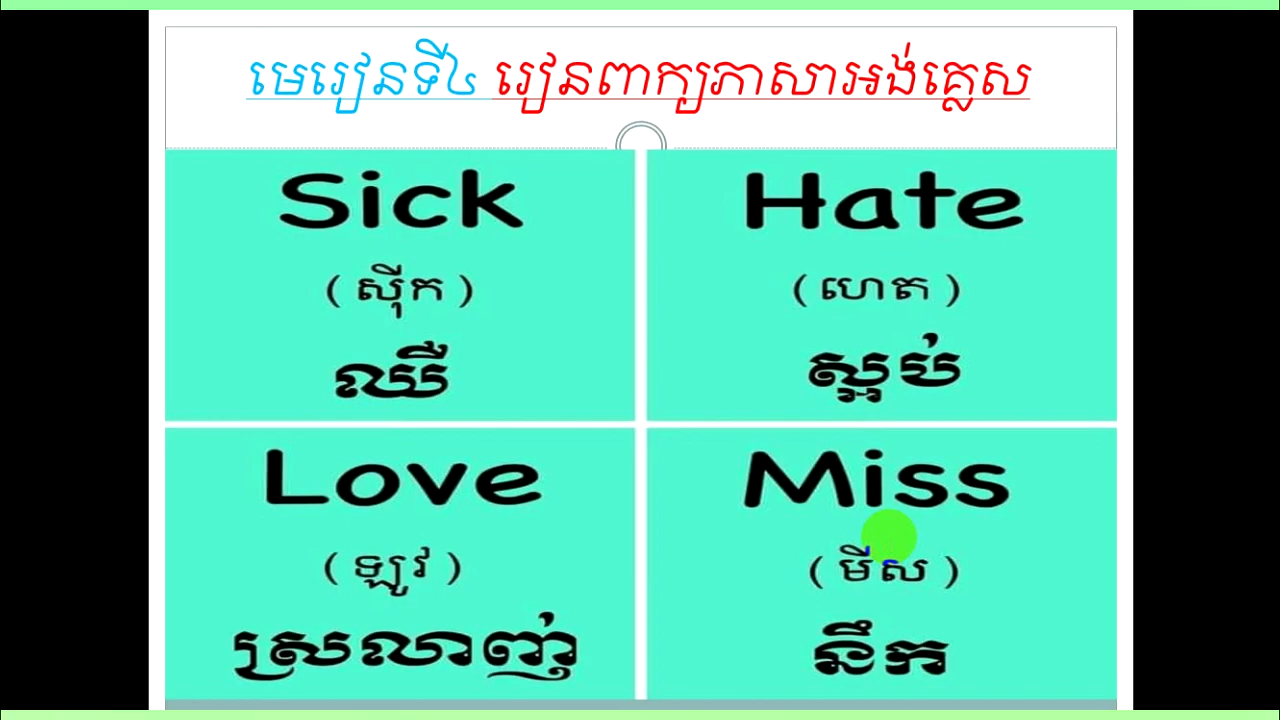 មេរៀនទី៤ រៀនពាក្យភាសាអង់គ្លេស
Sick
( ស៊ីក )
ឈឺ
Hate
( ហេត )
ស្អប់
Love
( ឡូវ )
ស្រលាញ់
Miss
( មីស )
នឹក